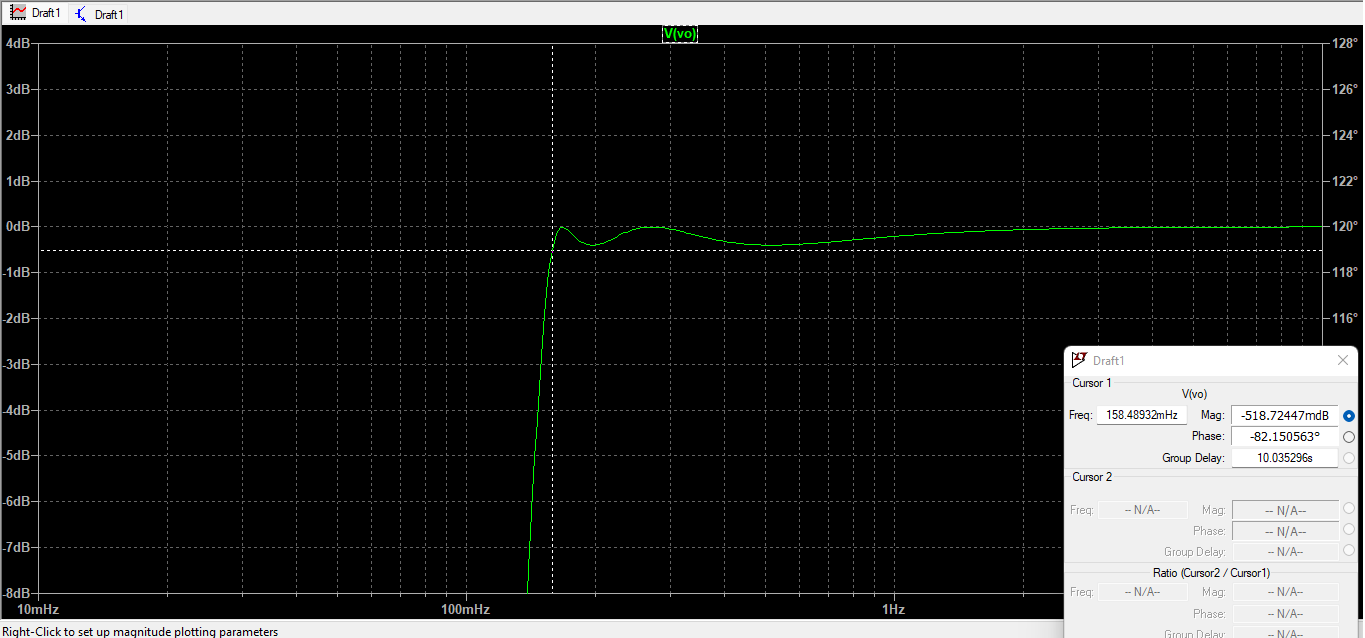 Draft1 Draft1
V(vo)
4dB 128°
3dB 126°
2dB 124°
1dB 122°
0dB 120°
-1dB 118°
-2dB 116°
-3dB
-4dB
-5dB
-6dB
-7dB
-8dB
10mHz 100mHz 1Hz
Draft1
Cursor 1
V(vo)
Freq: 158.48932mHz Mag: -518.72447mdB
Phase: -82.150563°
Group Delay: 10.035296s
Cursor 2
Freq: -- N/A-- Mag: -- N/A--
Phase: -- N/A--
Group Delay: -- N/A--
Ratio (Cursor2 / Cursor1)
Freq: -- N/A-- Mag: -- N/A--
Phase: -- N/A--
Group Delay: -- N/A--
Right-Click to set up magnitude plotting parameters